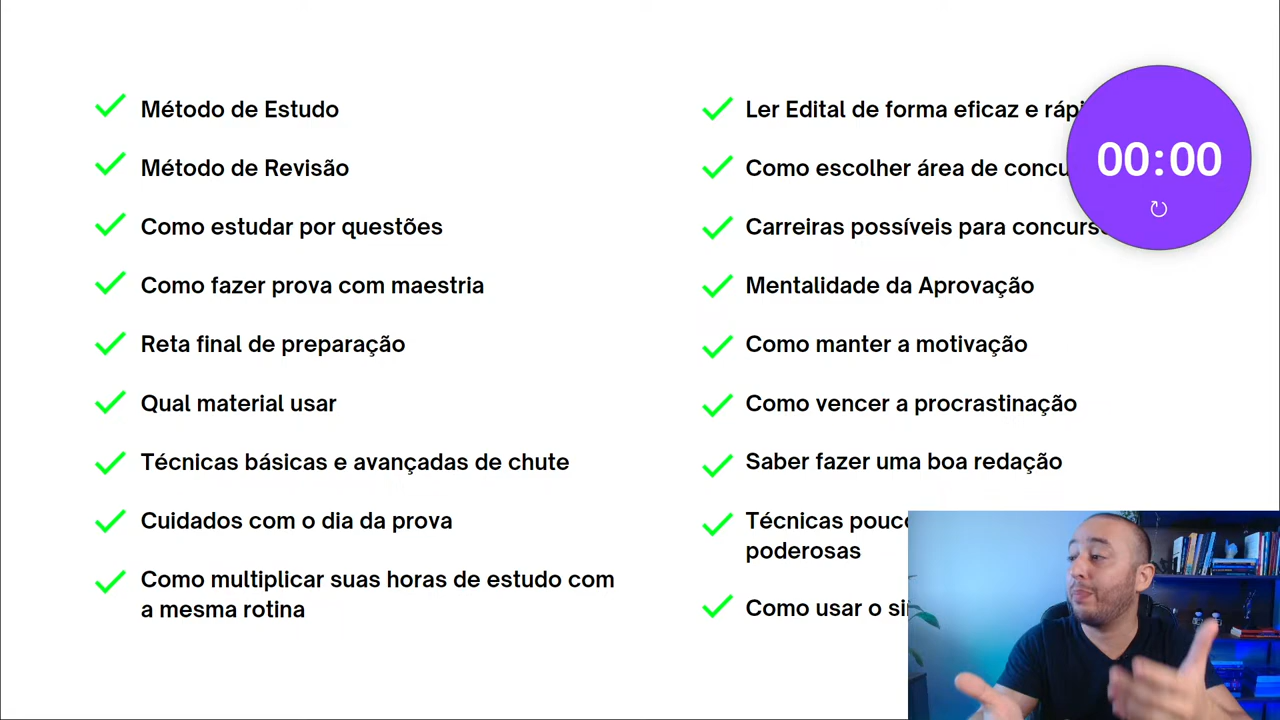 Método de Estudo
Método de Revisão
Como estudar por questões
Como fazer prova com maestria
Reta final de preparação
Qual material usar
Técnicas básicas e avançadas de chute
Cuidados com o dia da prova
Como multiplicar suas horas de estudo com
a mesma rotina
Ler Edital de forma eficaz e
Como escolher área de
Carreiras possíveis para
Mentalidade da Aprovação
Como manter a motivação
Como vencer a procrastinação
Saber fazer uma boa redação
Técnicas
poderosas
Como usar o
00:00